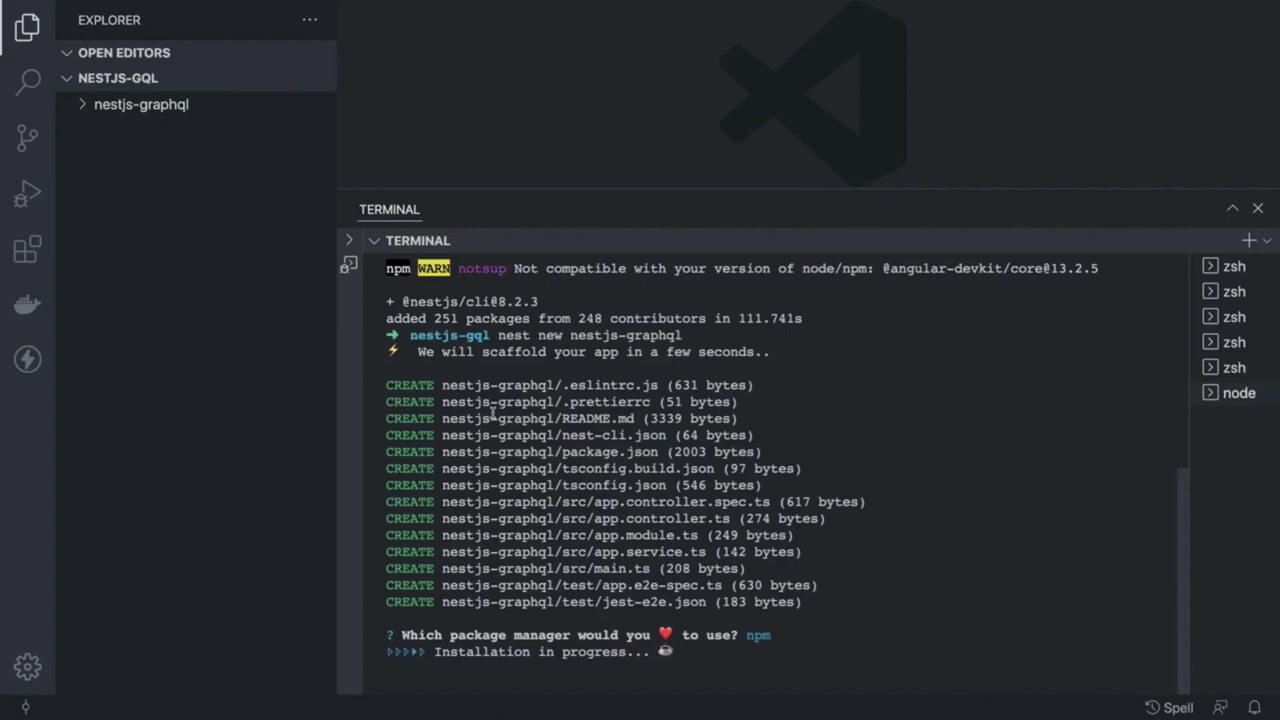 EXPLORER
OPEN EDITORS
NESTJS-GQL
nestjs-graphql
TERMINAL
TERMINAL
npm WARN notsup Not compatible with your version of node/npm: @angular-devkit/core@13.2.5
+ @nestjs/cli@8.2.3
added 251 packages from 248 contributors in 111.741s
➜ nestjs-gql nest new nestjs-graphql
⚡ We will scaffold your app in a few seconds..
CREATE nestjs-graphql/.eslintrc.js (631 bytes)
CREATE nestjs-graphql/.prettierrc (51 bytes)
CREATE nestjs-graphql/README.md (3339 bytes)
CREATE nestjs-graphql/nest-cli.json (64 bytes)
CREATE nestjs-graphql/package.json (2003 bytes)
CREATE nestjs-graphql/tsconfig.build.json (97 bytes)
CREATE nestjs-graphql/tsconfig.json (546 bytes)
CREATE nestjs-graphql/src/app.controller.spec.ts (617 bytes)
CREATE nestjs-graphql/src/app.controller.ts (274 bytes)
CREATE nestjs-graphql/src/app.module.ts (249 bytes)
CREATE nestjs-graphql/src/app.service.ts (142 bytes)
CREATE nestjs-graphql/src/main.ts (208 bytes)
CREATE nestjs-graphql/test/app.e2e-spec.ts (630 bytes)
CREATE nestjs-graphql/test/jest-e2e.json (183 bytes)
? Which package manager would you ❤️ to use? npm
▹▹▹▸▹ Installation in progress... ☕
zsh
zsh
zsh
zsh
zsh
node
Spell